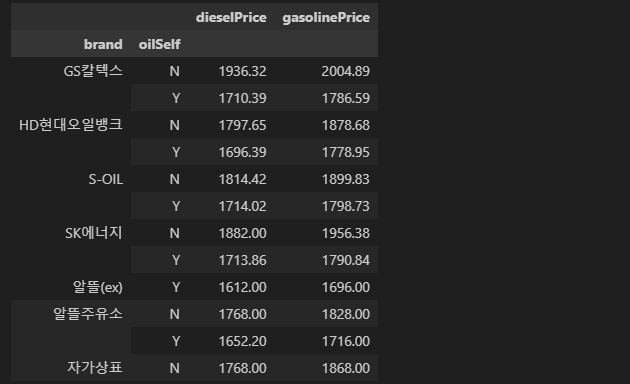 dieselPrice gasolinePrice
brand oilSelf
GS칼텍스 N 1936.32 2004.89
Y 1710.39 1786.59
HD현대오일뱅크 N 1797.65 1878.68
Y 1696.39 1778.95
S-OIL N 1814.42 1899.83
Y 1714.02 1798.73
SK에너지 N 1882.00 1956.38
Y 1713.86 1790.84
알뜰(ex) Y 1612.00 1696.00
알뜰주유소 N 1768.00 1828.00
Y 1652.20 1716.00
자가상표 N 1768.00 1868.00